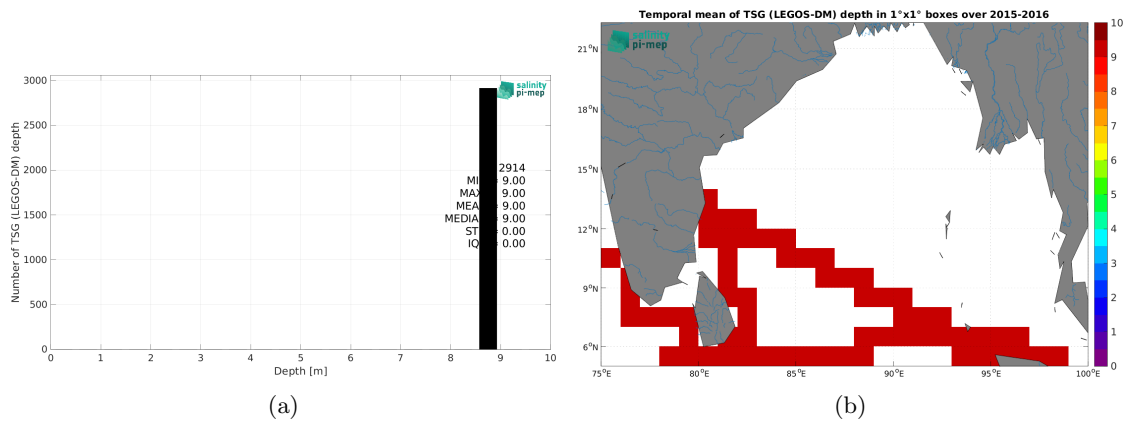 Temporal mean of TSG (LEGOS-DM) depth in 1°x1° boxes over 2015-2016
salinity
pi-mep
3000
2500
2000
1500
1000
500
0
Number of TSG (LEGOS-DM) depth
salinity
pi-mep
2914
9.00
9.00
9.00
9.00
0.00
0.00
0 1 2 3 4 5 6 7 8 9 10
Depth [m]
(a)
21°N
18°N
15°N
12°N
9°N
6°N
75°E 80°E 85°E 90°E 95°E 100°E
10
9
8
7
6
5
4
3
2
1
0
(b)